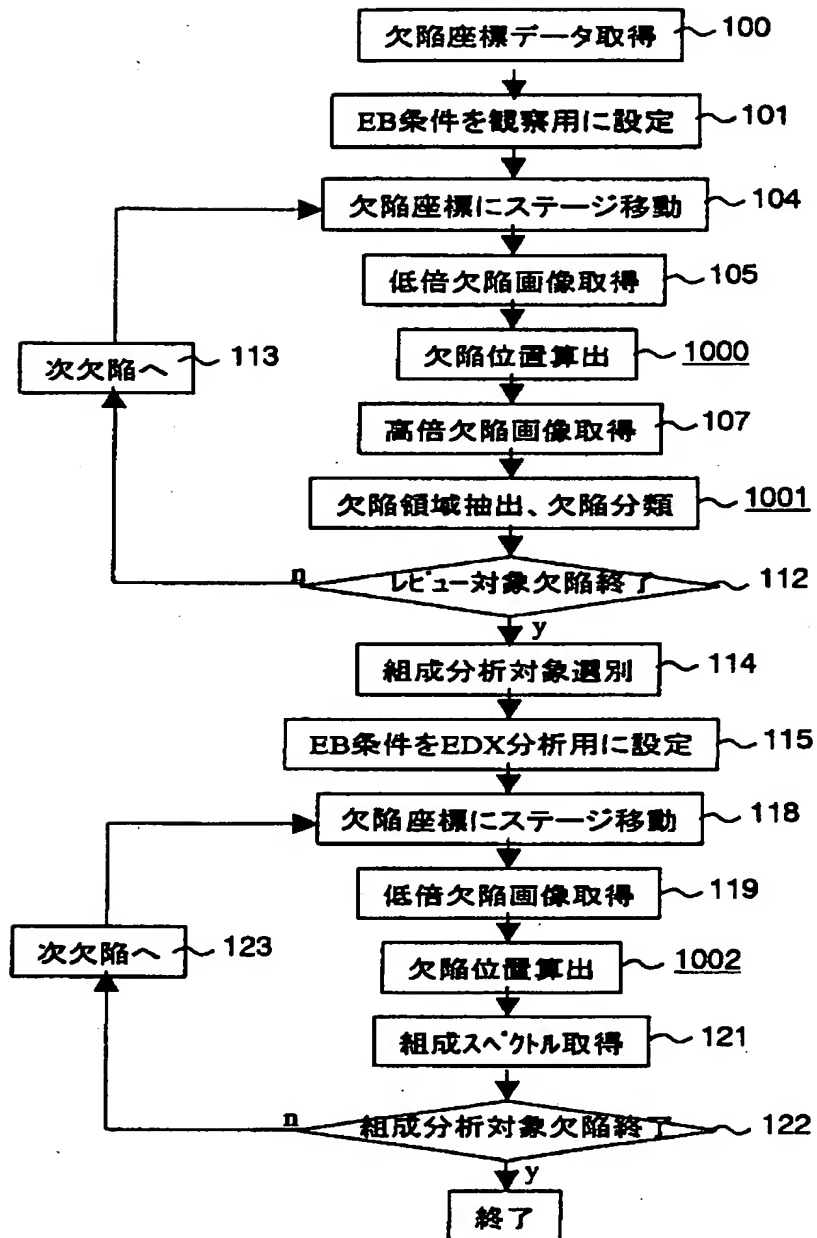 欠陥座標データ取得 100
EB条件を観察用に設定 101
欠陥座標にステージ移動 104
低倍欠陥画像取得 105
次欠陥へ 113
欠陥位置算出 1000
高倍欠陥画像取得 107
欠陥領域抽出、欠陥分類 1001
n
レビュー対象欠陥終了 112
y
組成分析対象選別 114
EB条件をEDX分析用に設定 115
欠陥座標にステージ移動 118
低倍欠陥画像取得 119
次欠陥へ 123
欠陥位置算出 1002
組成スペクトル取得 121
n
組成分析対象欠陥終了 122
y
終了